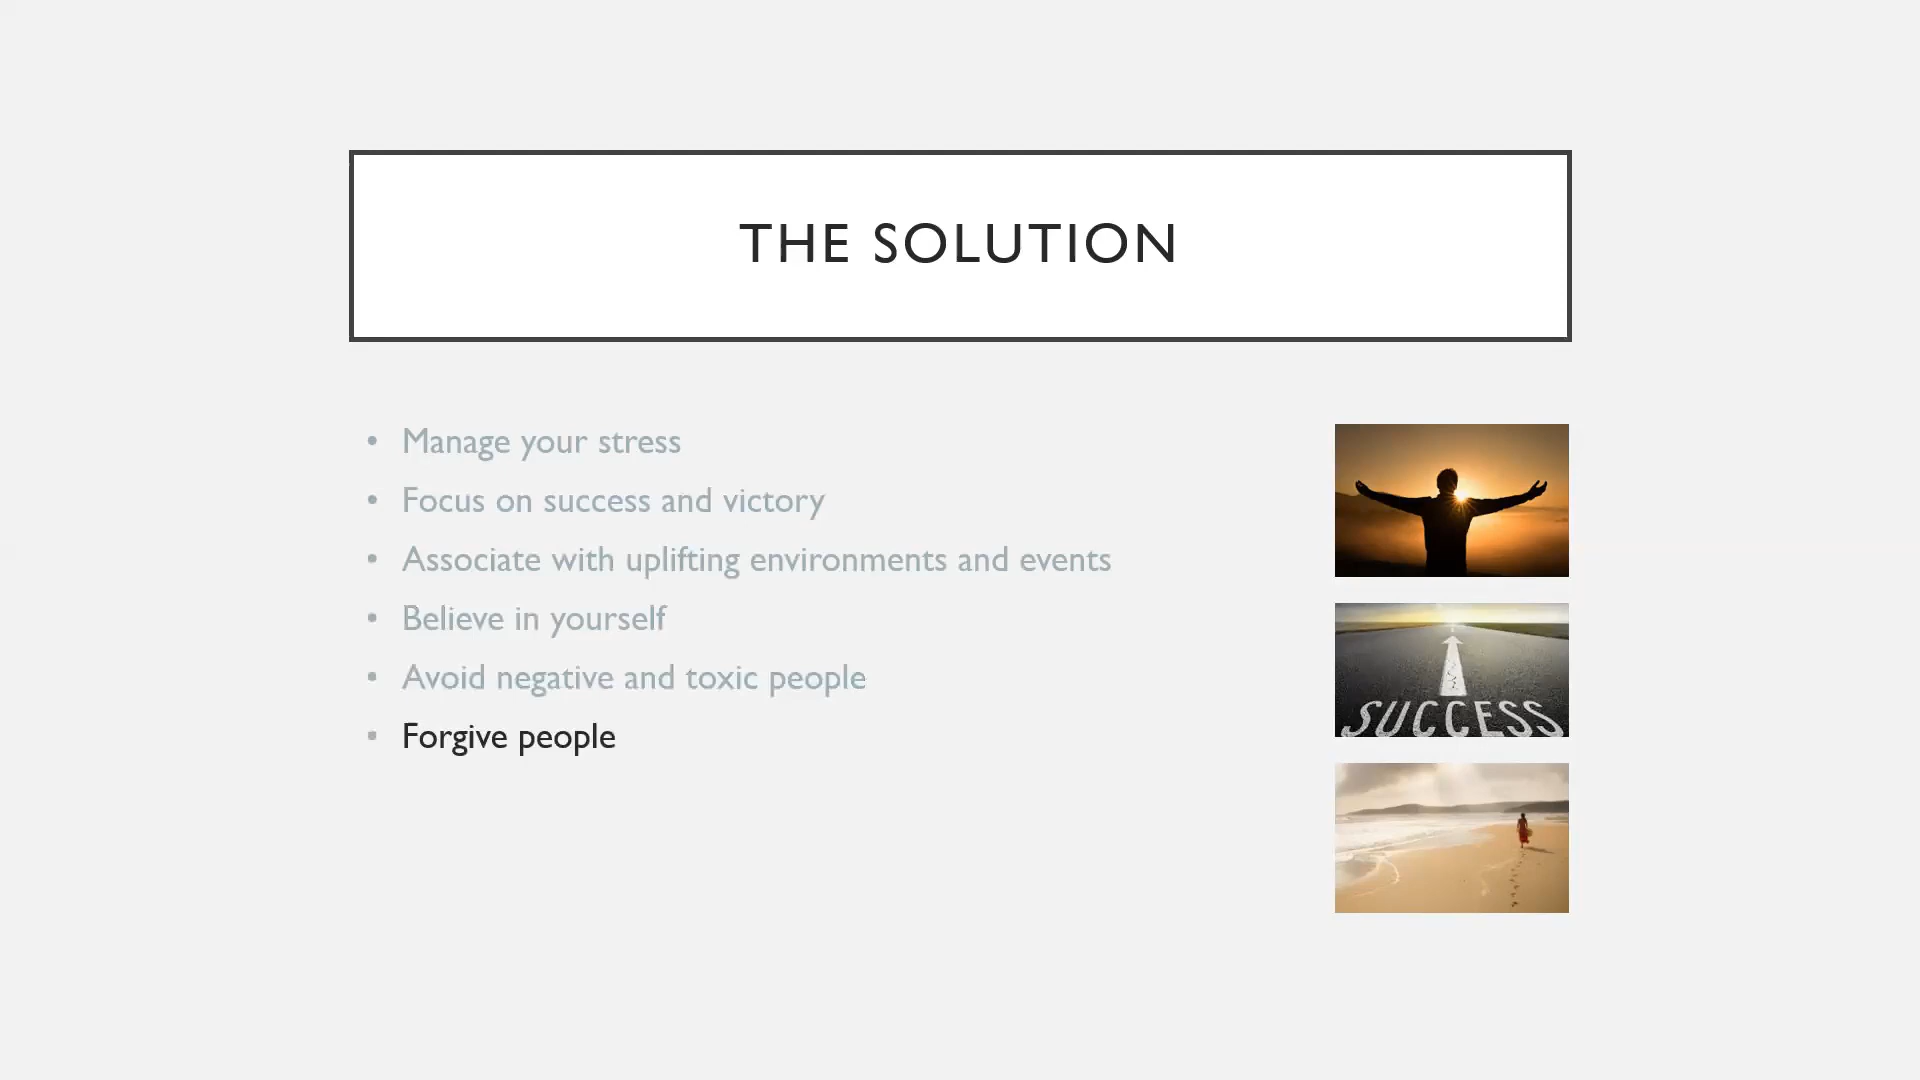 THE SOLUTION
• Manage your stress
• Focus on success and victory
• Associate with uplifting environments and events
• Believe in yourself
• Avoid negative and toxic people
• Forgive people
SUCCESS